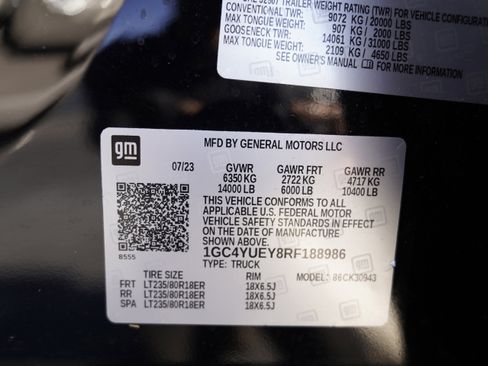 TRAILER WEIGHT RATING (TWR) FOR VEHICLE CONFIGURA
CONVENTIONAL TWR: 9072 KG / 20000 LBS
MAX TONGUE WEIGHT: 907 KG / 2000 LBS
GOOSENECK TWR: 14061 KG / 31000 LBS
MAX TONGUE WEIGHT: 2109 KG / 4650 LBS
SEE OWNER'S MANUAL FOR MORE INFORMATION
gm
MFD BY GENERAL MOTORS LLC
07/23 GVWR GAWR FRT GAWR RR
6350 KG 2722 KG 4717 KG
14000 LB 6000 LB 10400 LB
THIS VEHICLE CONFORMS TO ALL
APPLICABLE U.S. FEDERAL MOTOR
VEHICLE SAFETY STANDARDS IN EFFECT
ON THE DATE OF MANUFACTURE
1GC4YUEY8RF188986
TYPE: TRUCK MODEL: 86CK30943
8555
TIRE SIZE RIM
FRT LT235/80R18ER 18X6.5J
RR LT235/80R18ER 18X6.5J
SPA LT235/80R18ER 18X6.5J